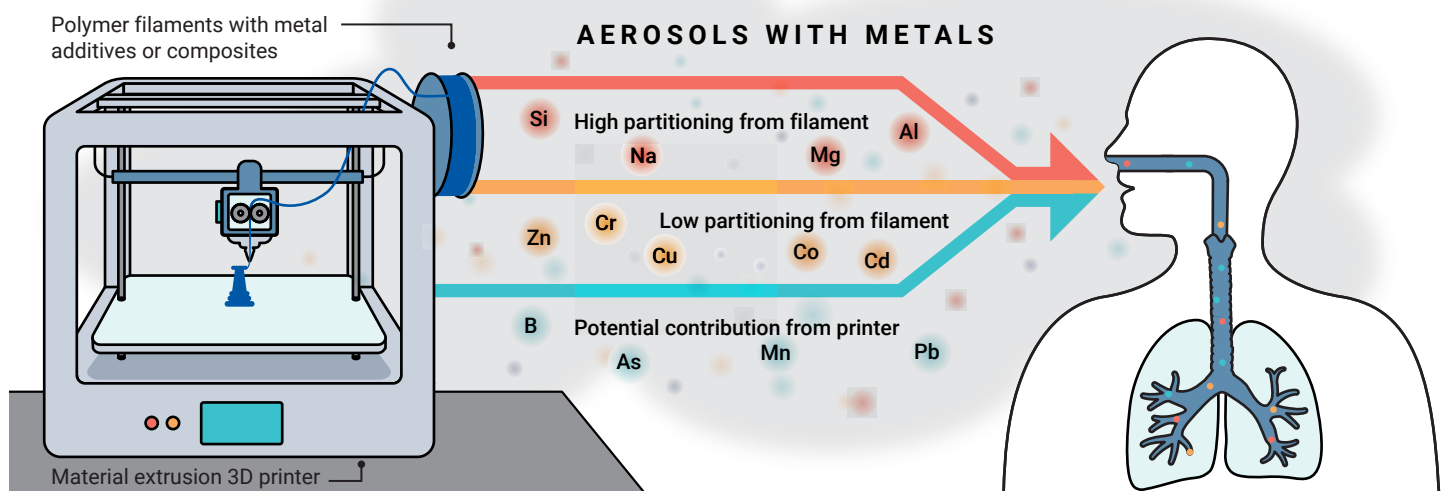 Polymer filaments with metal
additives or composites
AEROSOLS WITH METALS
Si
High partitioning from filament
Al
Na
Mg
Cr
Low partitioning from filament
Zn
Cu
Co
Cd
B
Potential contribution from printer
As
Mn
Pb
Material extrusion 3D printer